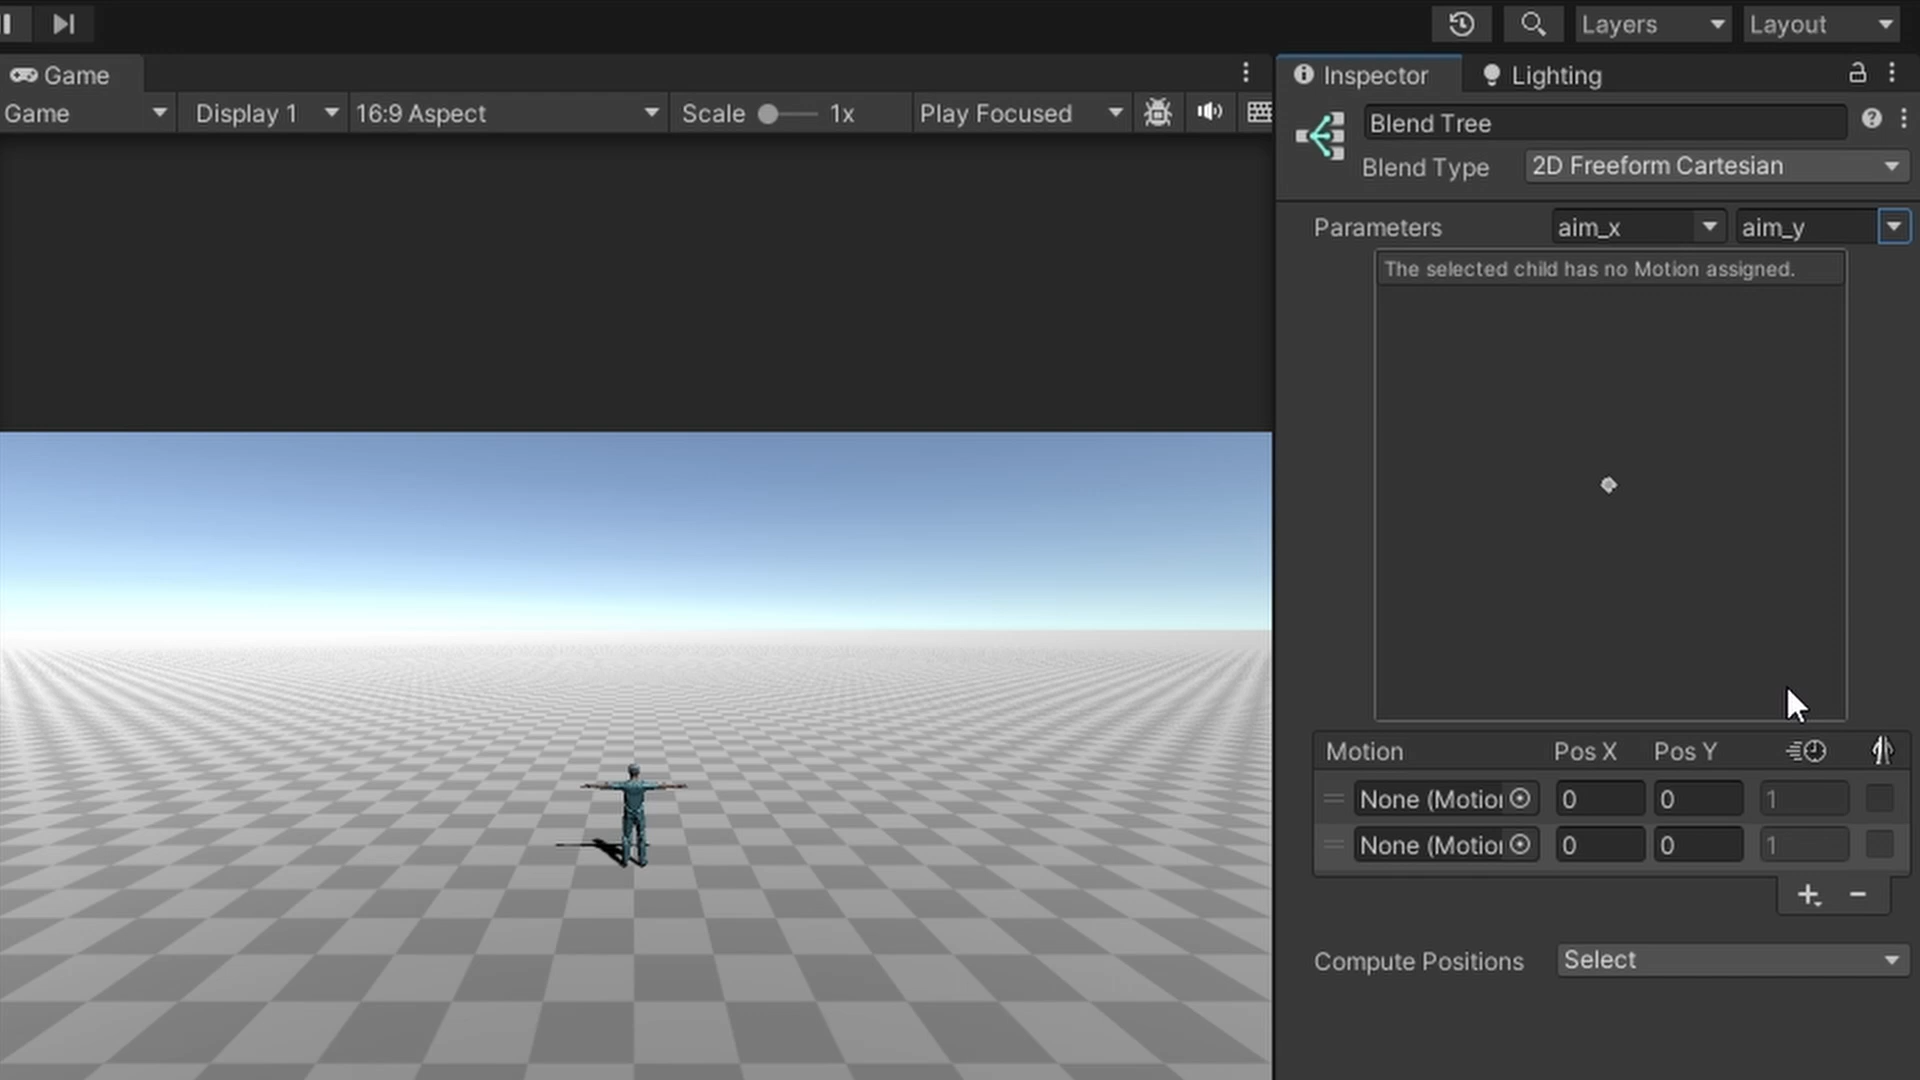 Layers
Layout
Game
Inspector
Lighting
Game
Display 1
16:9 Aspect
Scale
1x
Play Focused
Blend Tree
Blend Type
2D Freeform Cartesian
Parameters
aim_x
aim_y
The selected child has no Motion assigned.
Motion Pos X Pos Y
None (Motion 0 0 1
None (Motion 0 0 1
Compute Positions Select